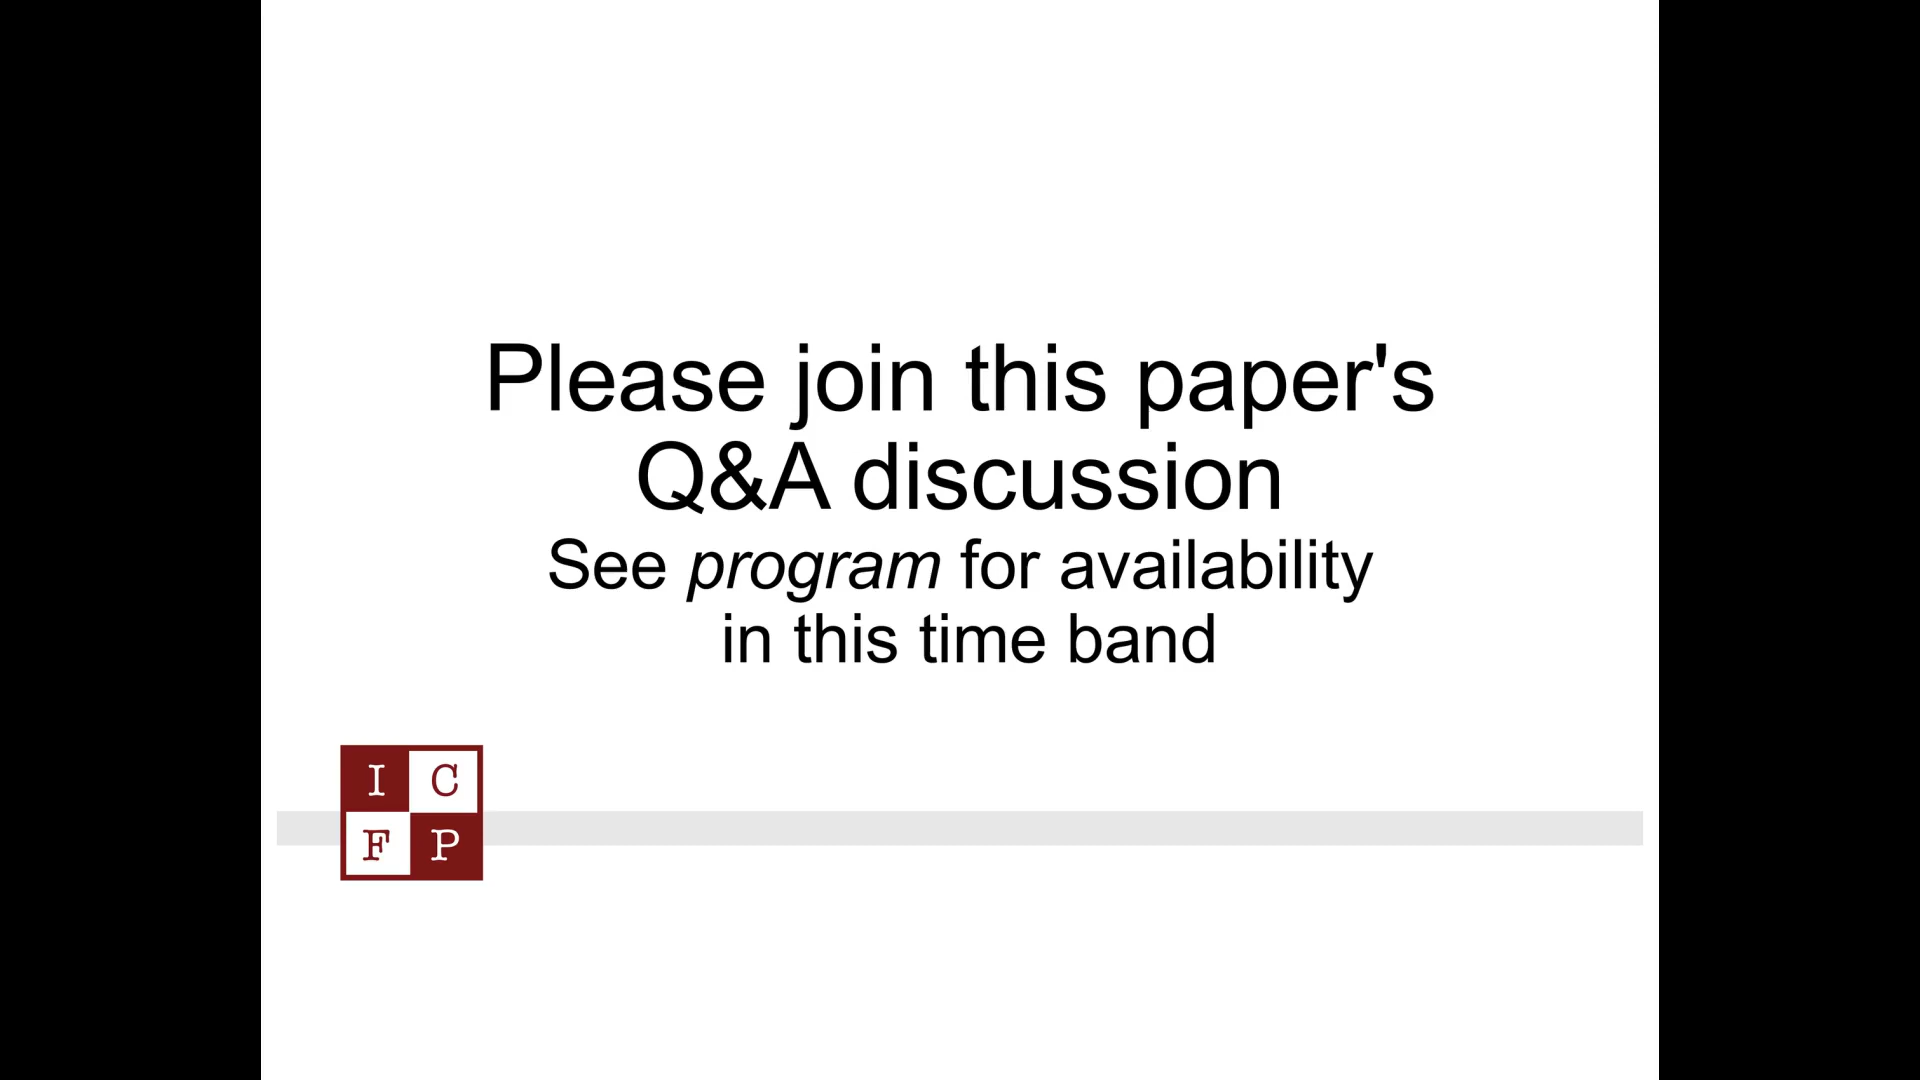 Please join this paper's
Q&A discussion
See program for availability
in this time band
I C
F P